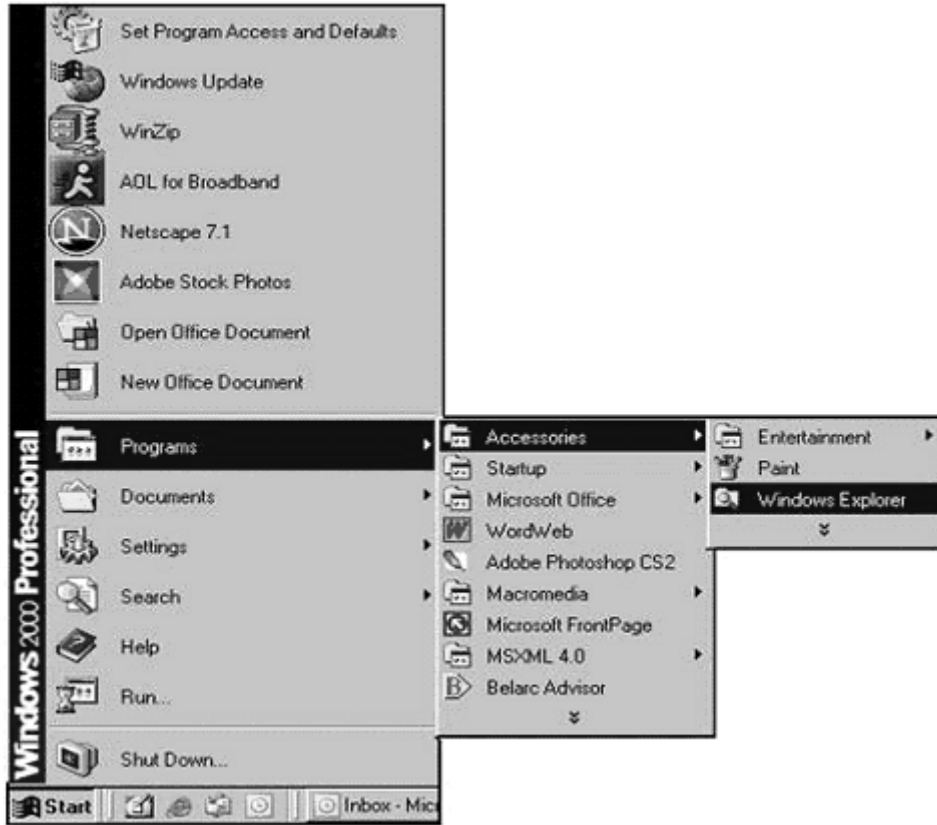 Set Program Access and Defaults
Windows Update
WinZip
AOL for Broadband
Netscape 7.1
Adobe Stock Photos
Open Office Document
New Office Document
Programs
Documents
Settings
Search
Help
Run...
Shut Down...
Windows 2000 Professional
Accessories
Startup
Microsoft Office
WordWeb
Adobe Photoshop CS2
Macromedia
Microsoft FrontPage
MSXML 4.0
Belarc Advisor
Entertainment
Paint
Windows Explorer
Start
Inbox - Micr